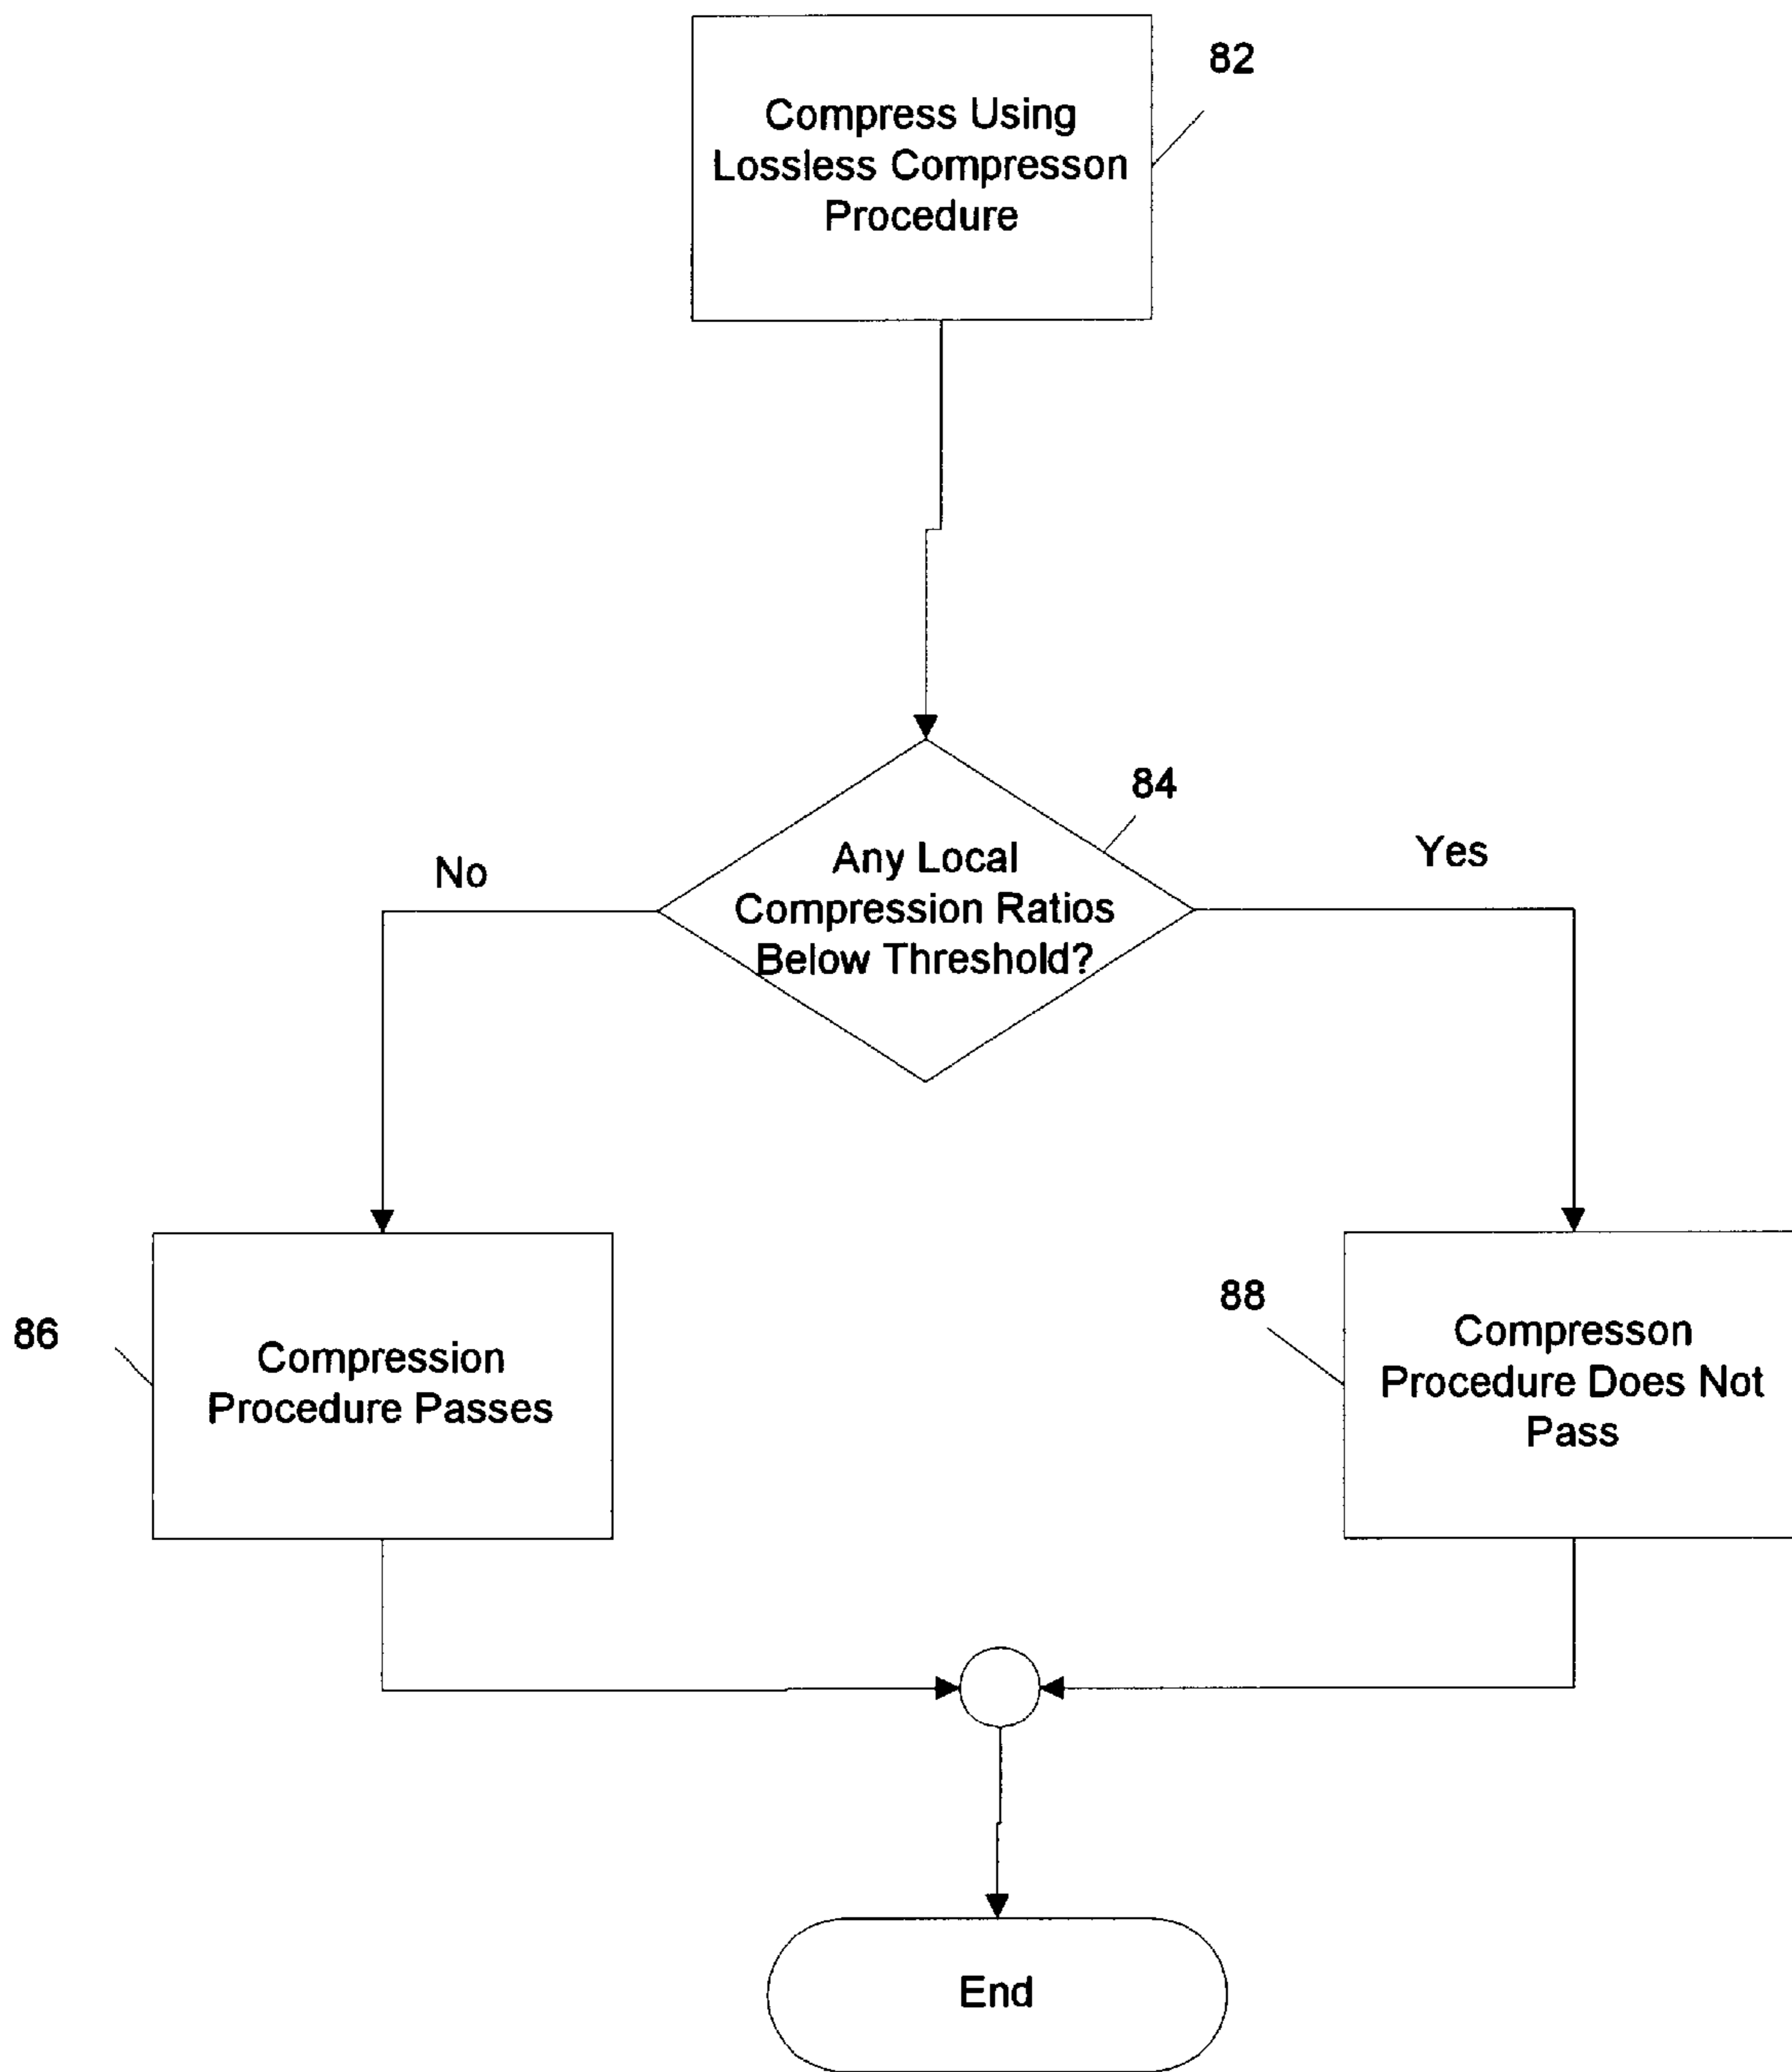 82
Compress Using
Lossless Compresson
Procedure
84
No
Yes
Any Local
Compression Ratios
Below Threshold?
86
Compression
Procedure Passes
88
Compresson
Procedure Does Not
Pass
End